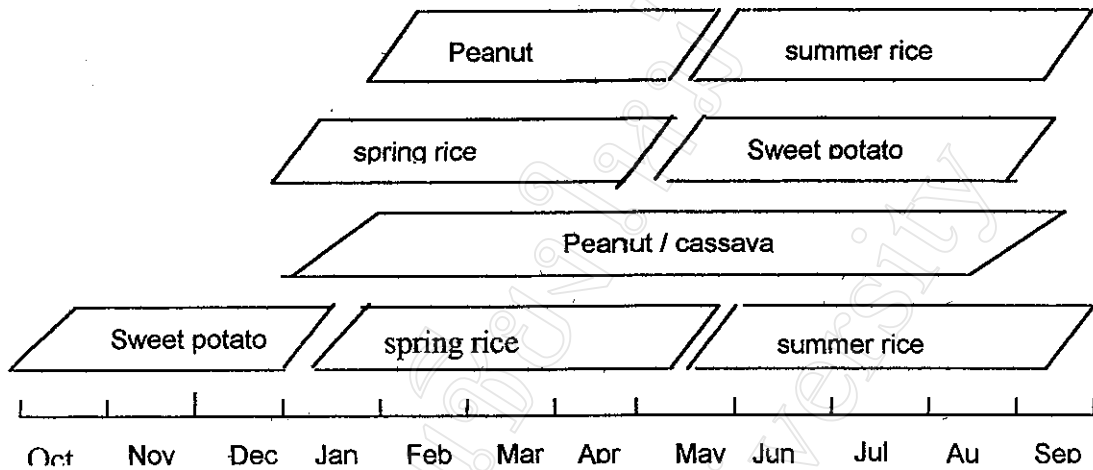 Peanut summer rice
spring rice Sweet potato
Peanut / cassava
Sweet potato spring rice summer rice
Oct Nov Dec Jan Feb Mar Apr May Jun Jul Au Sep